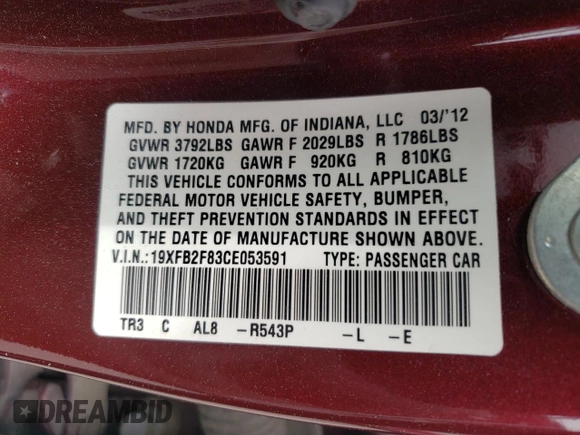 MFD. BY HONDA MFG. OF INDIANA, LLC 03/'12
GVWR 3792LBS GAWR F 2029LBS R 1786LBS
GVWR 1720KG GAWR F 920KG R 810KG
THIS VEHICLE CONFORMS TO ALL APPLICABLE
FEDERAL MOTOR VEHICLE SAFETY, BUMPER,
AND THEFT PREVENTION STANDARDS IN EFFECT
ON THE DATE OF MANUFACTURE SHOWN ABOVE.
V.I.N.:19XFB2F83CE053591 TYPE: PASSENGER CAR
TR3 C AL8 –R543P –L –E
DREAMBID